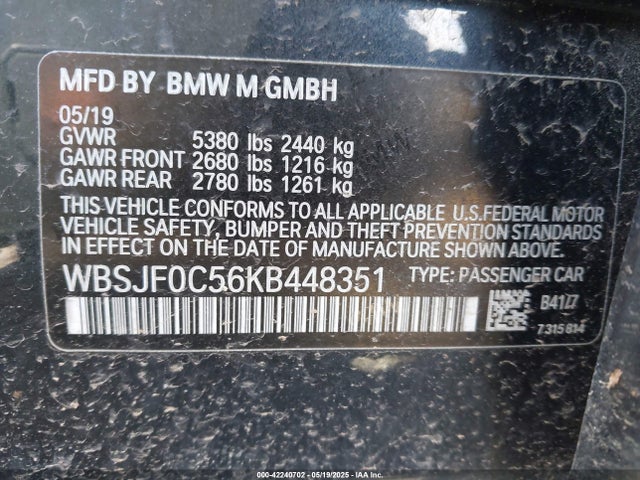 MFD BY BMW M GMBH
05/19
GVWR 5380 lbs 2440 kg
GAWR FRONT 2680 lbs 1216 kg
GAWR REAR 2780 lbs 1261 kg
THIS VEHICLE CONFORMS TO ALL APPLICABLE U.S.FEDERAL MOTOR
VEHICLE SAFETY, BUMPER AND THEFT PREVENTION STANDARDS
IN EFFECT ON THE DATE OF MANUFACTURE SHOWN ABOVE.
WBSJF0C56KB448351 TYPE: PASSENGER CAR
B41/7
7 315 814
000-42240702 - 05/19/2025 - IAAI